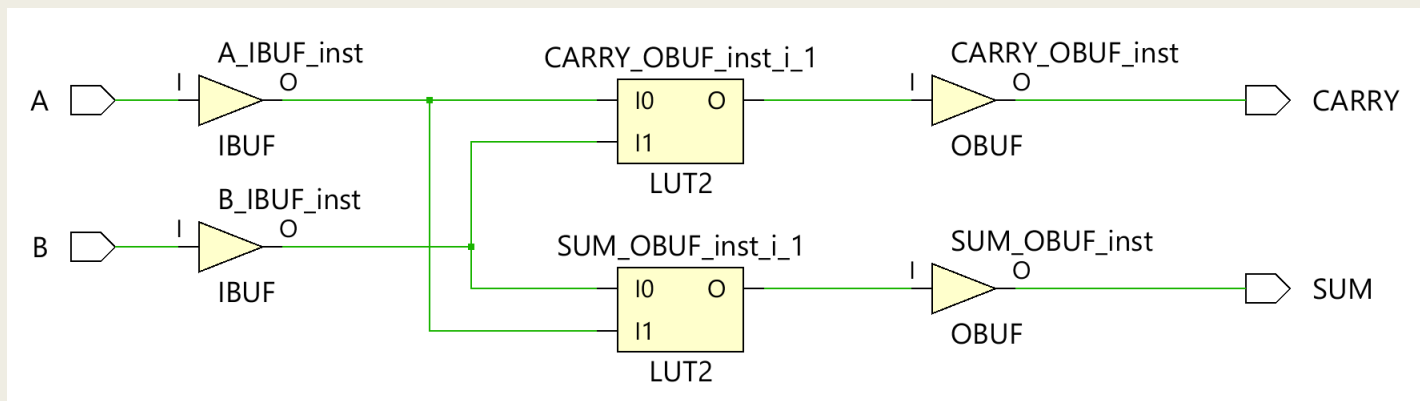 A_IBUF_inst
I
O
A
IBUF
B_IBUF_inst
I
O
B
IBUF
CARRY_OBUF_inst_i_1
I0
O
I1
LUT2
SUM_OBUF_inst_i_1
I0
O
I1
LUT2
CARRY_OBUF_inst
I
O
OBUF
CARRY
SUM_OBUF_inst
I
O
OBUF
SUM